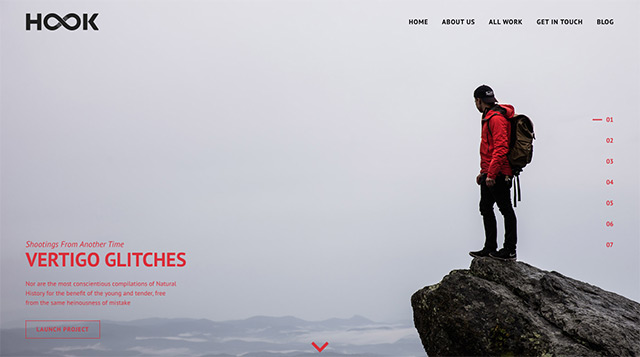 HOOK
HOME ABOUT US ALL WORK GET IN TOUCH BLOG
01
02
03
04
05
06
07
Shootings From Another Time
VERTIGO GLITCHES
Nor are the most conscientious compilations of Natural
History for the benefit of the young and tender, free
from the same heinousness of mistake
LAUNCH PROJECT